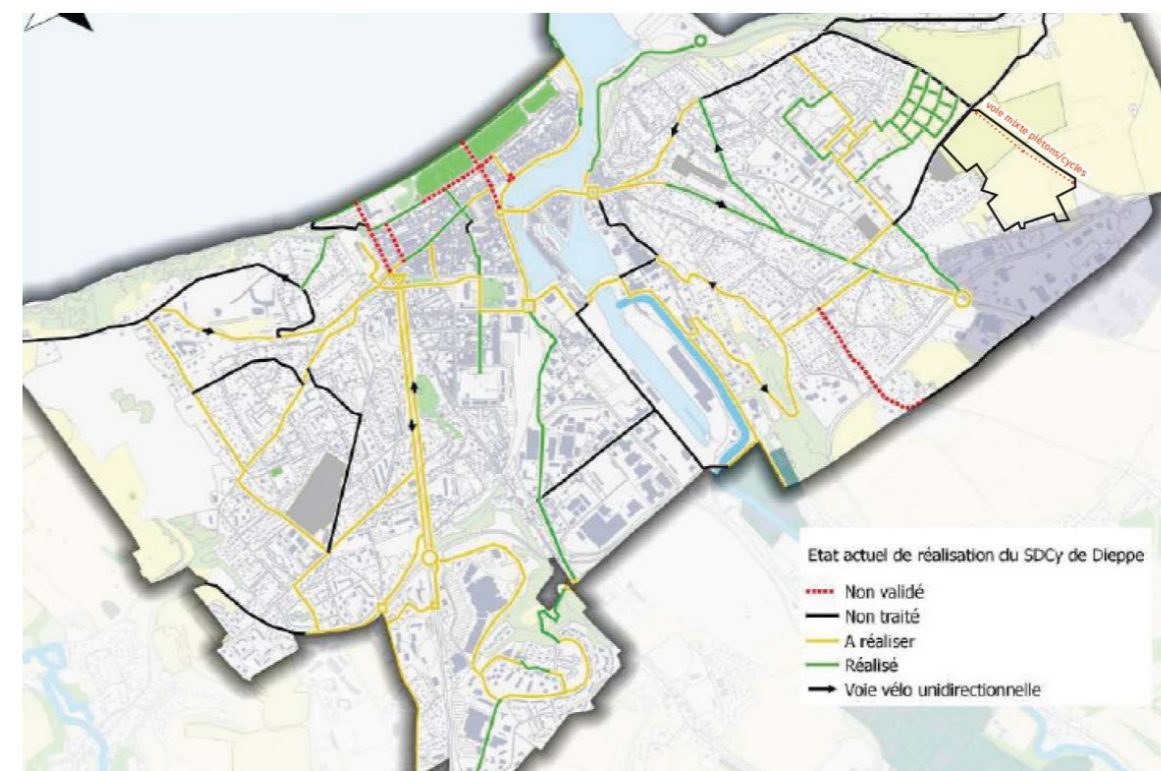 voie mixte piétons/cycles
Etat actuel de réalisation du SDCy de Dieppe
Non validé
Non traité
A réaliser
Réalisé
Voie vélo unidirectionnelle